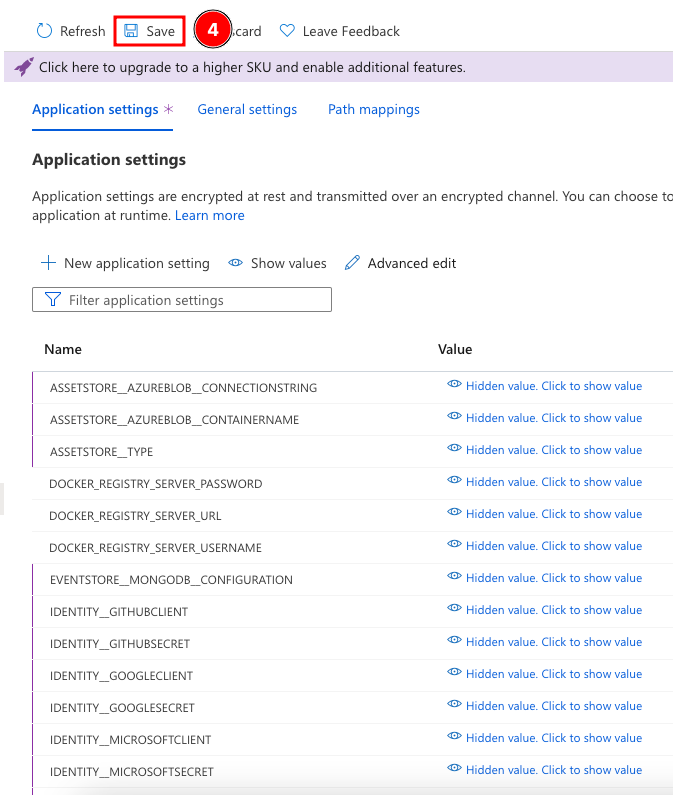 Refresh Save 4 card Leave Feedback
Click here to upgrade to a higher SKU and enable additional features.
Application settings * General settings Path mappings
Application settings
Application settings are encrypted at rest and transmitted over an encrypted channel. You can choose to
application at runtime. Learn more
New application setting Show values Advanced edit
Filter application settings
Name Value
ASSETSTORE__AZUREBLOB__CONNECTIONSTRING Hidden value. Click to show value
ASSETSTORE__AZUREBLOB__CONTAINERNAME Hidden value. Click to show value
ASSETSTORE__TYPE Hidden value. Click to show value
DOCKER_REGISTRY_SERVER_PASSWORD Hidden value. Click to show value
DOCKER_REGISTRY_SERVER_URL Hidden value. Click to show value
DOCKER_REGISTRY_SERVER_USERNAME Hidden value. Click to show value
EVENTSTORE__MONGODB__CONFIGURATION Hidden value. Click to show value
IDENTITY__GITHUBCLIENT Hidden value. Click to show value
IDENTITY__GITHUBSECRET Hidden value. Click to show value
IDENTITY__GOOGLECLIENT Hidden value. Click to show value
IDENTITY__GOOGLESECRET Hidden value. Click to show value
IDENTITY__MICROSOFTCLIENT Hidden value. Click to show value
IDENTITY__MICROSOFTSECRET Hidden value. Click to show value